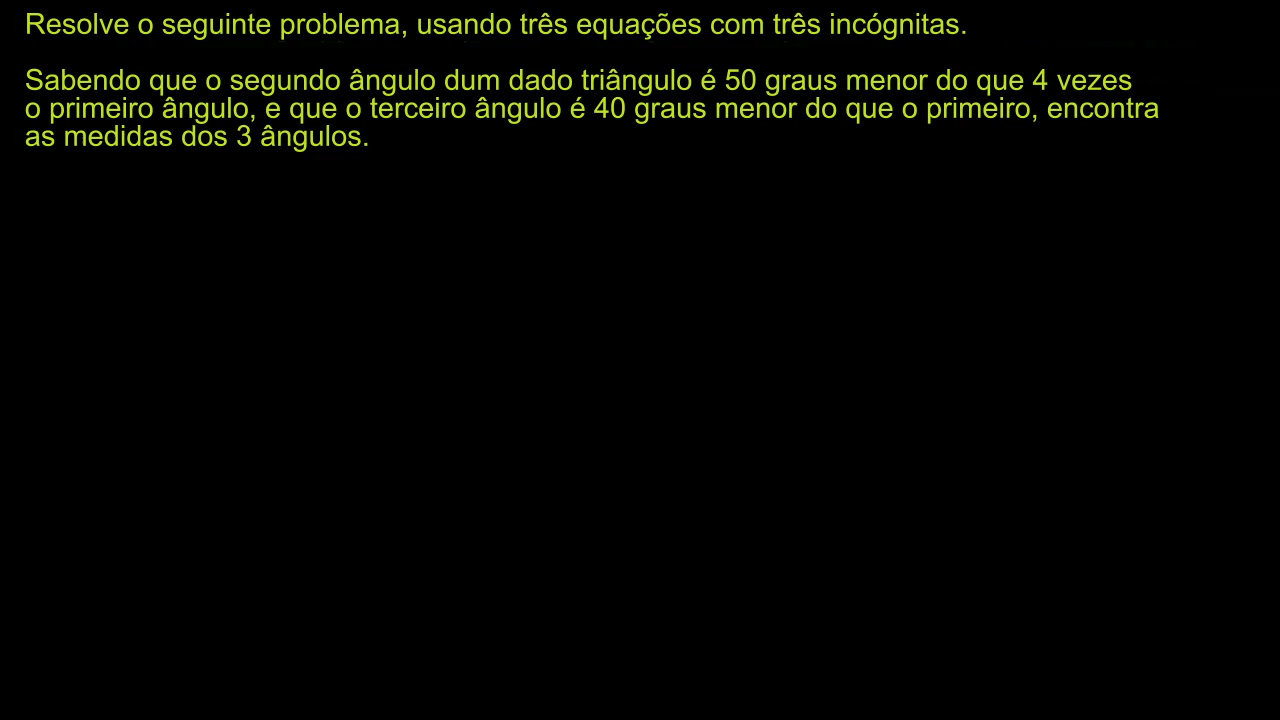 Resolve o seguinte problema, usando três equações com três incógnitas.
Sabendo que o segundo ângulo dum dado triângulo é 50 graus menor do que 4 vezes
o primeiro ângulo, e que o terceiro ângulo é 40 graus menor do que o primeiro, encontra
as medidas dos 3 ângulos.